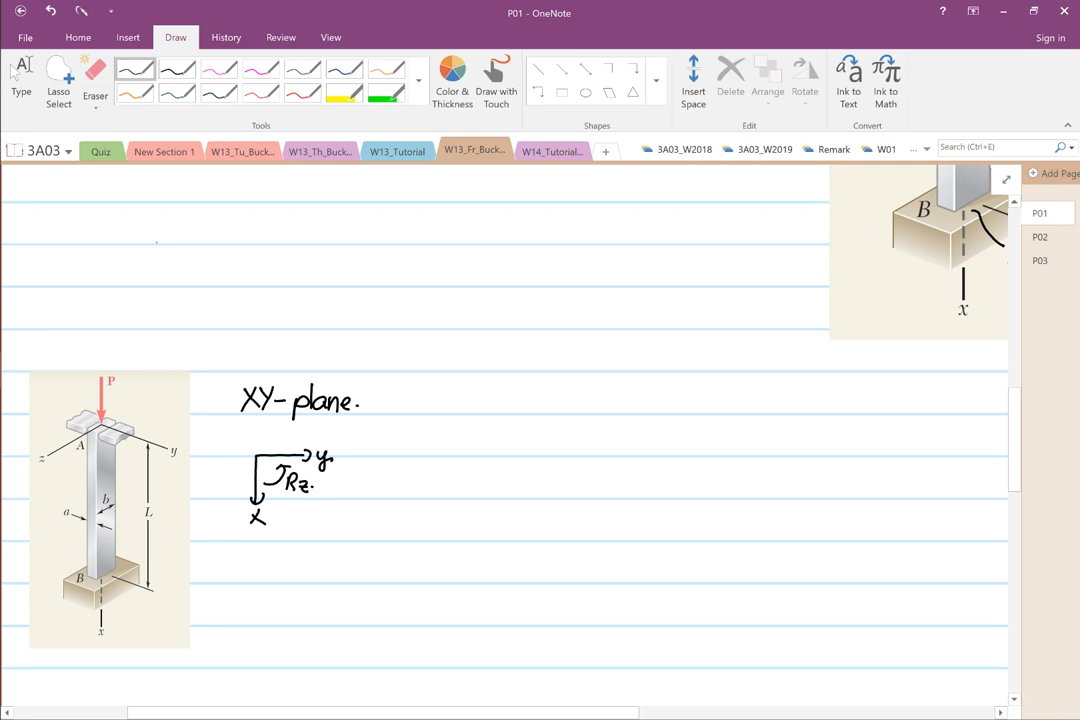 P01 - OneNote
?
File Home Insert Draw History Review View Sign in
Type
Lasso Select
Eraser
Color & Thickness
Draw with Touch
Insert Space
Delete
Arrange
Rotate
Ink to Text
Ink to Math
Tools Shapes Edit Convert
3A03 Quiz New Section 1 W13_Tu_Buck... W13_Th_Buck... W13_Tutorial W13_Fr_Buck... W14_Tutorial... + 3A03_W2018 3A03_W2019 Remark W01 ... Search (Ctrl+E)
Add Page
P01
P02
P03
B
x
P
A
z
y
b
a
L
B
x
XY-plane.
y.
Rz.
X